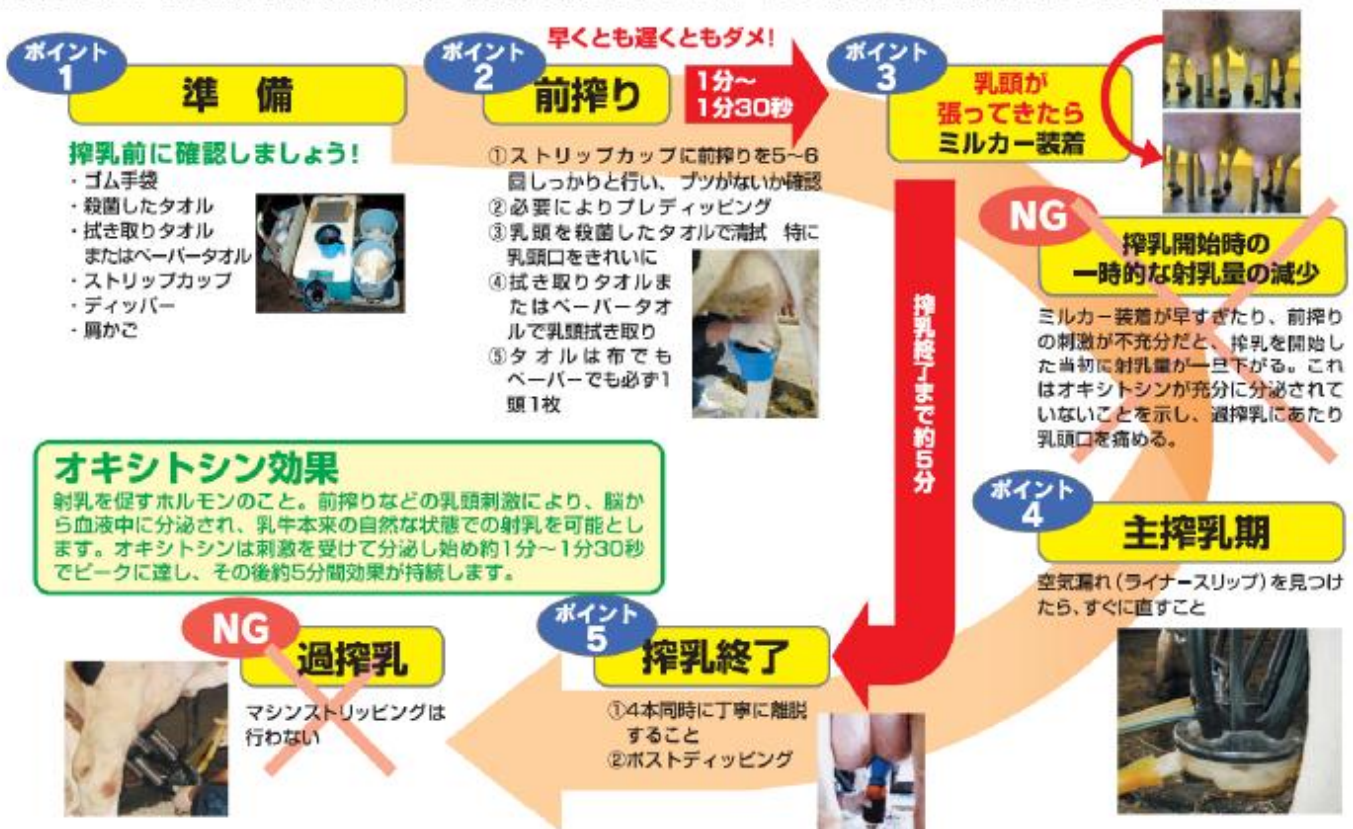 ポイント
1
準 備
搾乳前に確認しましょう!
・ゴム手袋
・殺菌したタオル
・拭き取りタオル
またはペーパータオル
・ストリップカップ
・ディッパー
・肩かご
早くとも遅くともダメ!
ポイント
2
前搾り
1分〜
1分30秒
①ストリップカップに前搾りを5〜6
回しっかりと行い、ブツがないか確認
②必要によりプレディッピング
③乳頭を殺菌したタオルで清拭 特に
乳頭口をきれいに
④拭き取りタオルま
たはペーパータオ
ルで乳頭拭き取り
⑤タオルは布でも
ペーパーでも必ず1
頭1枚
ポイント
3
乳頭が
張ってきたら
ミルカー装着
搾乳終了まで約5分
NG
搾乳開始時の
一時的な射乳量の減少
ミルカー装着が早すぎたり、前搾り
の刺激が不充分だと、搾乳を開始し
た当初に射乳量が一旦下がる。これ
はオキシトシンが充分に分泌されて
いないことを示し、過搾乳にあたり
乳頭口を痛める。
オキシトシン効果
射乳を促すホルモンのこと。前搾りなどの乳頭刺激により、脳か
ら血液中に分泌され、乳牛本来の自然な状態での射乳を可能とし
ます。オキシトシンは刺激を受けて分泌し始め約1分〜1分30秒
でピークに達し、その後約5分間効果が持続します。
ポイント
4
主搾乳期
空気漏れ(ライナースリップ)を見つけ
たら、すぐに直すこと
ポイント
5
搾乳終了
①4本同時に丁寧に離脱
すること
②ポストディッピング
NG
過搾乳
マシンストリッピングは
行わない